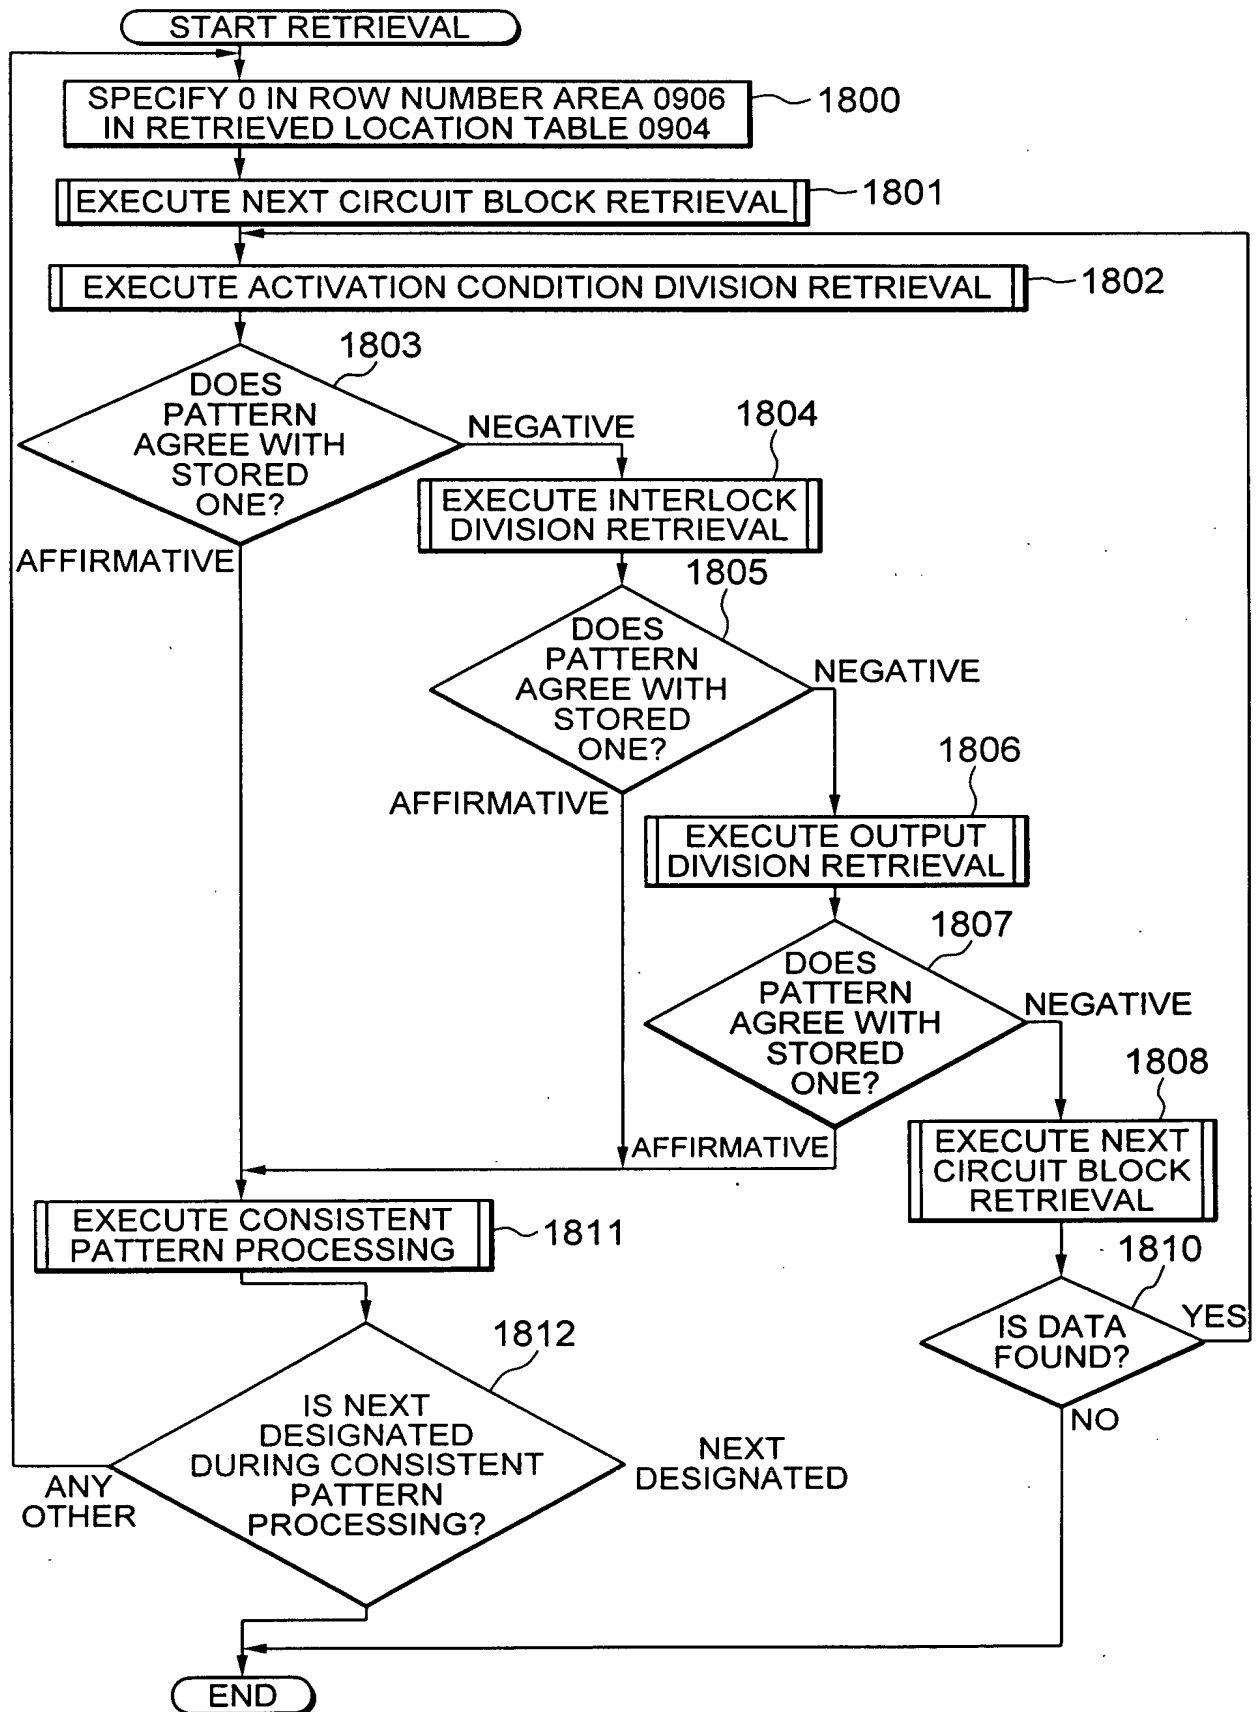 START RETRIEVAL
SPECIFY 0 IN ROW NUMBER AREA 0906
IN RETRIEVED LOCATION TABLE 0904
1800
EXECUTE NEXT CIRCUIT BLOCK RETRIEVAL
1801
EXECUTE ACTIVATION CONDITION DIVISION RETRIEVAL
1802
1803
DOES
PATTERN
AGREE WITH
STORED
ONE?
NEGATIVE
AFFIRMATIVE
1804
EXECUTE INTERLOCK
DIVISION RETRIEVAL
1805
DOES
PATTERN
AGREE WITH
STORED
ONE?
NEGATIVE
AFFIRMATIVE
1806
EXECUTE OUTPUT
DIVISION RETRIEVAL
1807
DOES
PATTERN
AGREE WITH
STORED
ONE?
NEGATIVE
AFFIRMATIVE
1808
EXECUTE NEXT
CIRCUIT BLOCK
RETRIEVAL
1810
IS DATA
FOUND?
YES
NO
EXECUTE CONSISTENT
PATTERN PROCESSING
1811
1812
IS NEXT
DESIGNATED
DURING CONSISTENT
PATTERN
PROCESSING?
NEXT
DESIGNATED
ANY
OTHER
END